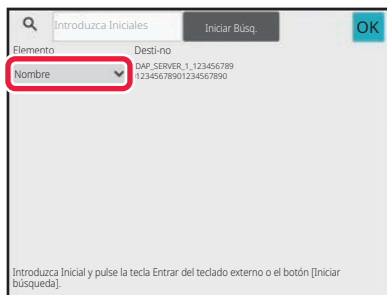 Introduzca Iniciales
Iniciar Búsq.
OK
Elemento
Desti-no
Nombre
DAP_SERVER_1_123456789
12345678901234567890
Introduzca Inicial y pulse la tecla Entrar del teclado externo o el botón [Iniciar
búsqueda].